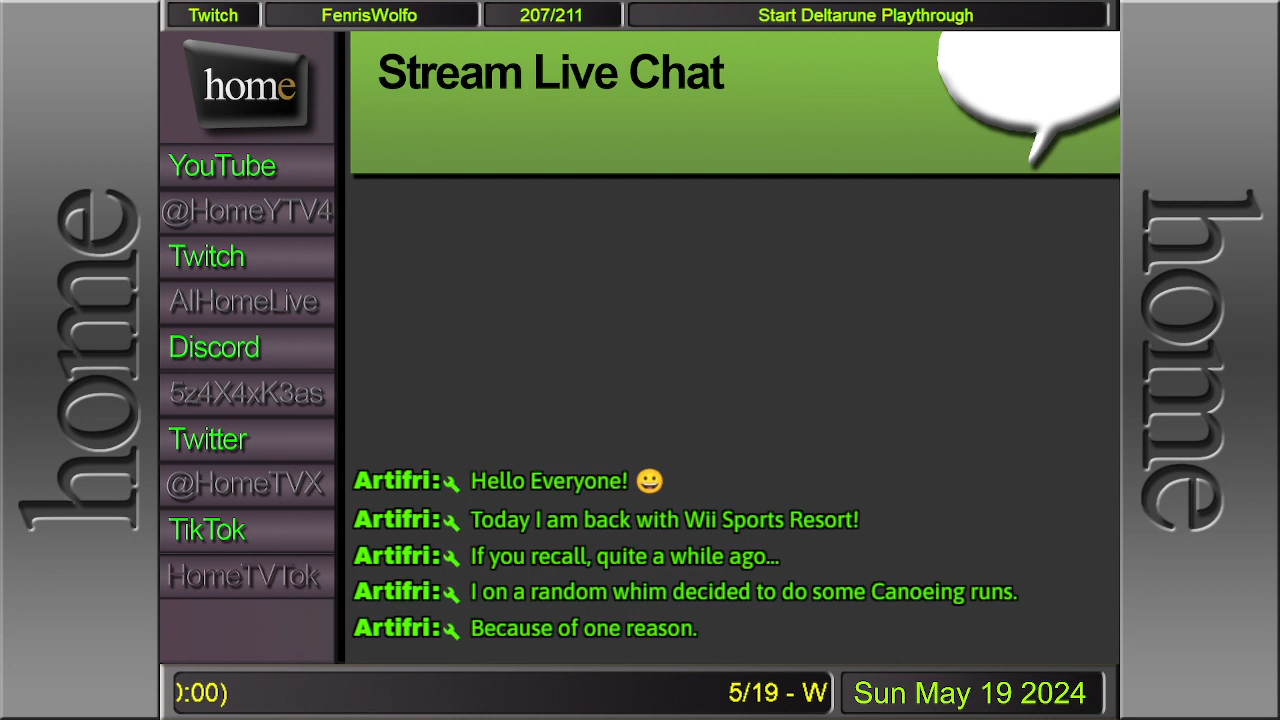 Twitch
FenrisWolfo
207/211
Start Deltarune Playthrough
home
Stream Live Chat
YouTube
@HomeYTV4
Twitch
AIHomeLive
Discord
5z4X4xK3as
Twitter
@HomeTVX
TikTok
HomeTVTok
home
home
Artifri: Hello Everyone! 😀
Artifri: Today I am back with Wii Sports Resort!
Artifri: If you recall, quite a while ago...
Artifri: I on a random whim decided to do some Canoeing runs.
Artifri: Because of one reason.
):00)
5/19 - W
Sun May 19 2024